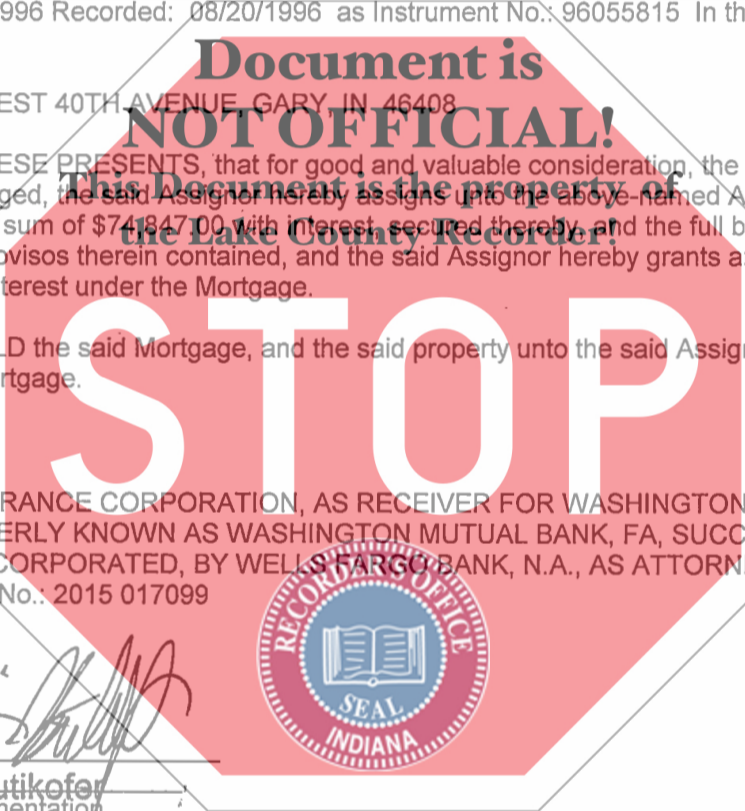 1996 Recorded: 08/20/1996 as Instrument No.: 96055815 In th
Document is
EST 40TH AVENUE, GARY, IN 46408
NOT OFFICIAL!
ESE PRESENTS, that for good and valuable consideration, the
This Document is the property of
ged, the said Assignor hereby assigns unto the above-named A
the Lake County Recorder!
sum of $74,347.00 with interest, secured thereby, and the full b
ovisos therein contained, and the said Assignor hereby grants a
terest under the Mortgage.
STOP
LD the said Mortgage, and the said property unto the said Assign
rtgage.
RANCE CORPORATION, AS RECEIVER FOR WASHINGTON
ERLY KNOWN AS WASHINGTON MUTUAL BANK, FA, SUCC
CORPORATED, BY WELLS FARGO BANK, N.A., AS ATTORN
No.: 2015 017099
RECORDER'S OFFICE
SEAL
INDIANA
utikofer
mentation